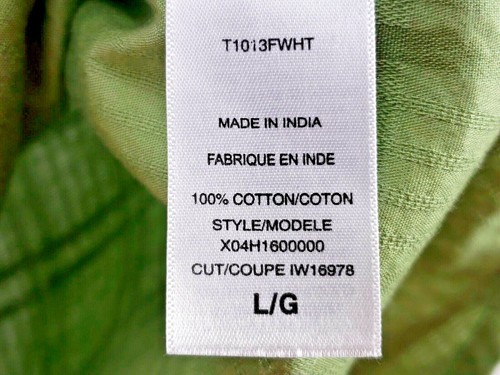 T1013FWHT
MADE IN INDIA
FABRIQUE EN INDE
100% COTTON/COTON
STYLE/MODELE
X04H1600000
CUT/COUPE IW16978
L/G